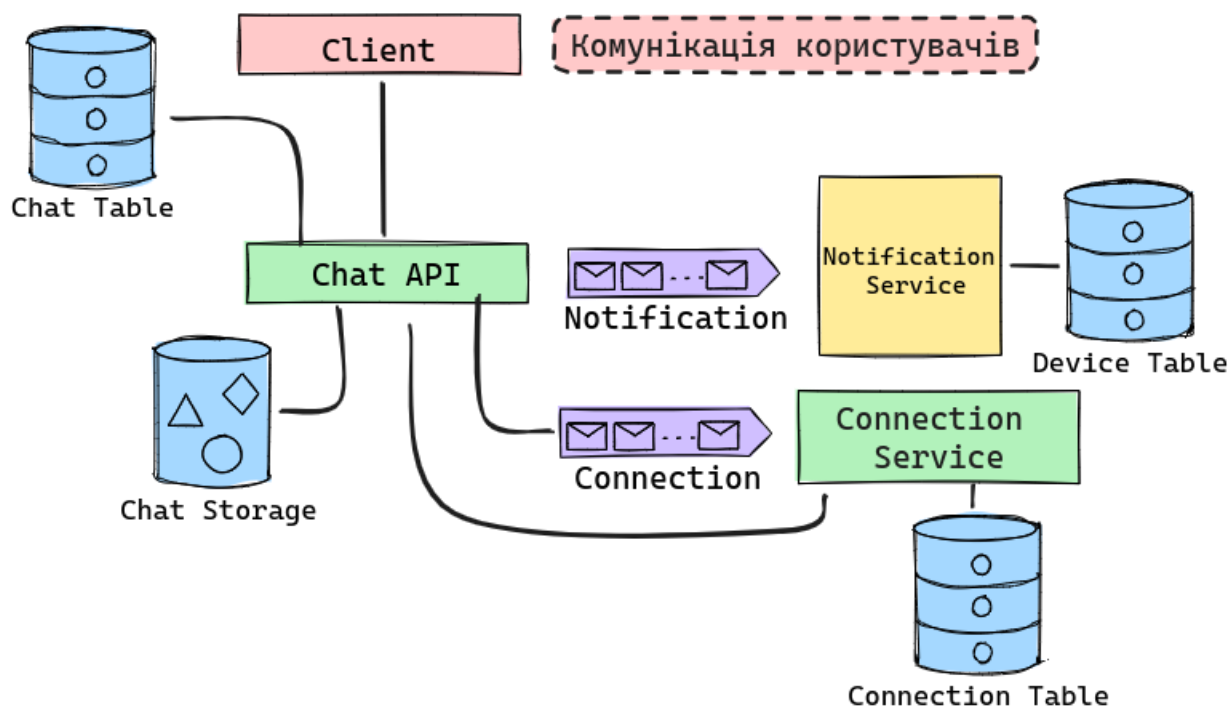 Client
Комунікація користувачів
Chat Table
Chat API
Notification
Notification
Service
Device Table
Chat Storage
Connection
Connection
Service
Connection Table